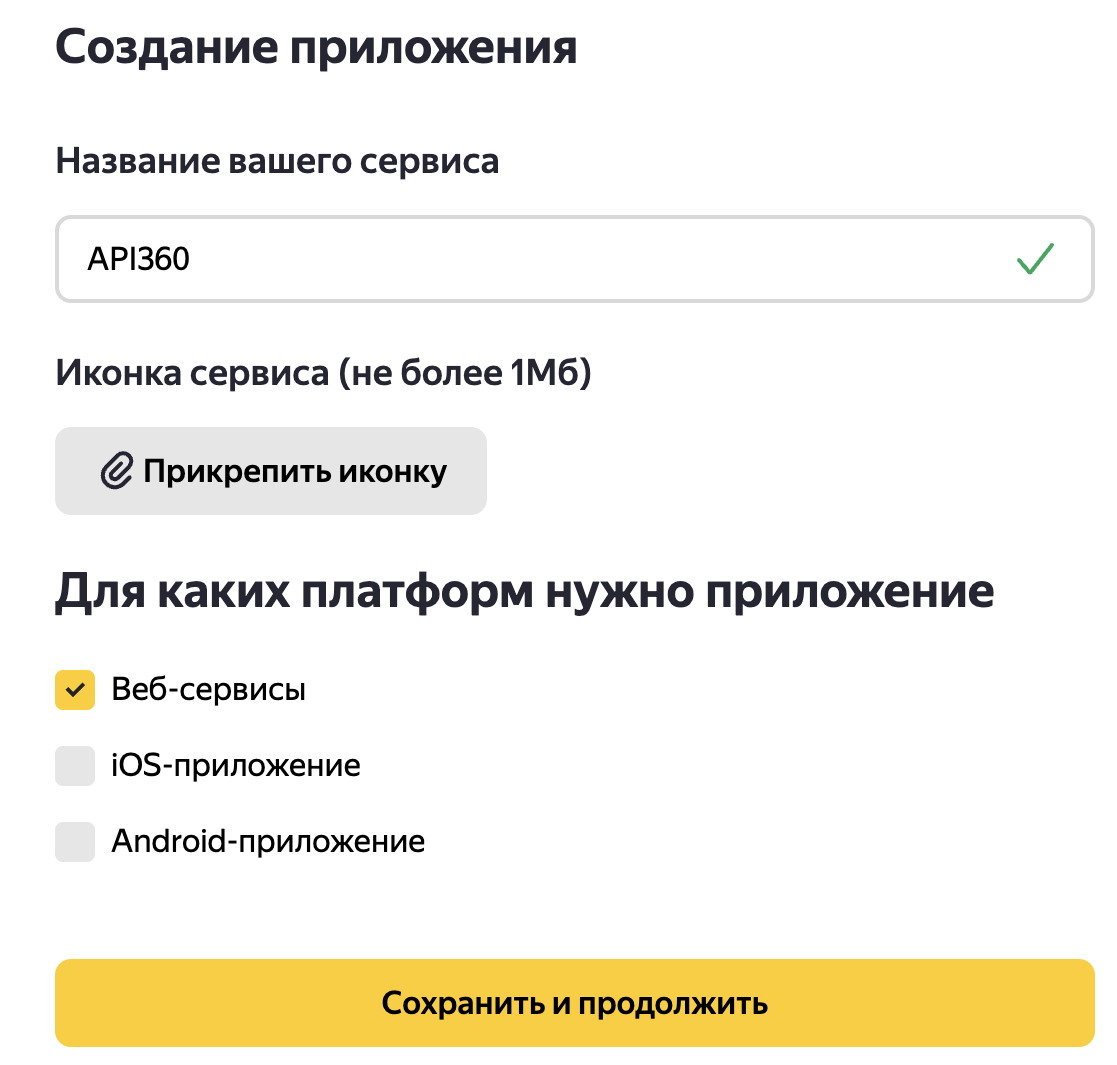 Создание приложения
Название вашего сервиса
API360
Иконка сервиса (не более 1Мб)
Прикрепить иконку
Для каких платформ нужно приложение
Веб-сервисы
iOS-приложение
Android-приложение
Сохранить и продолжить